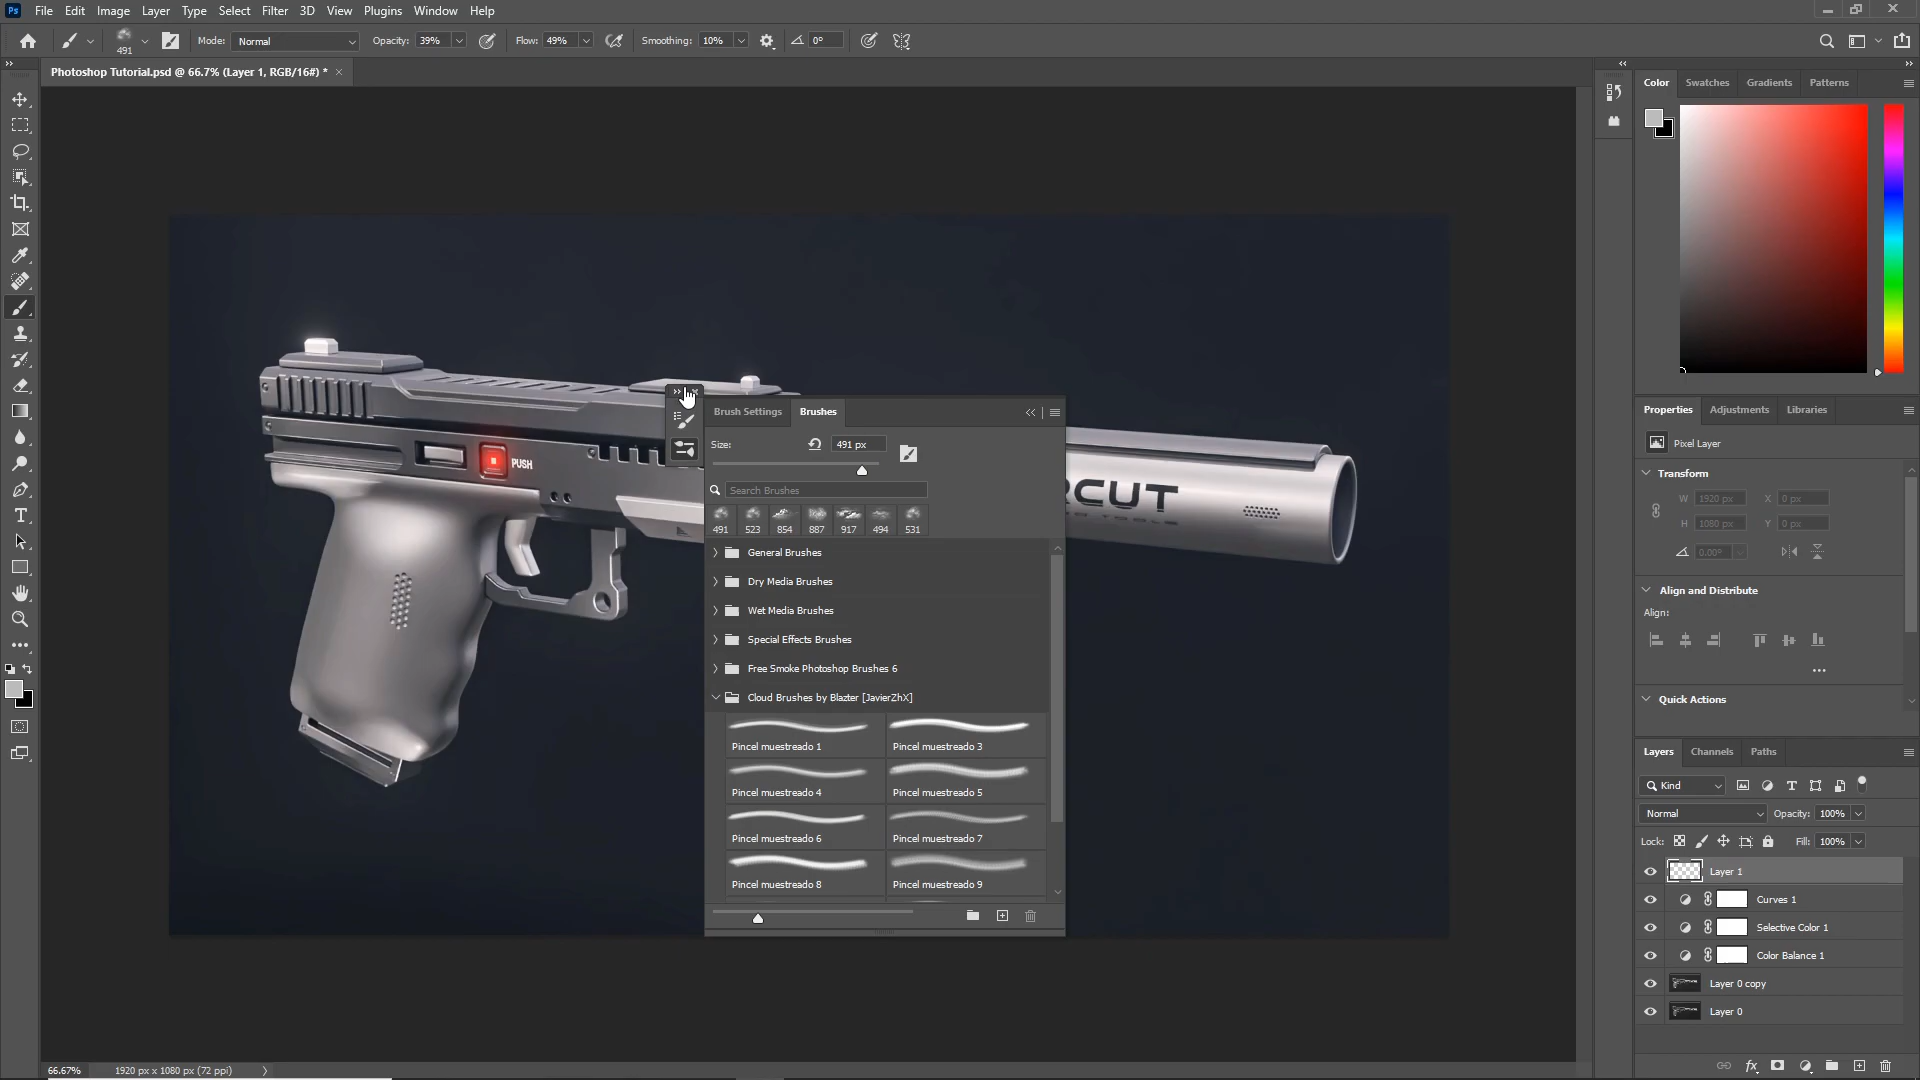 Ps File Edit Image Layer Type Select Filter 3D View Plugins Window Help
491 Mode: Normal Opacity: 39% Flow: 49% Smoothing: 10% 0°
Photoshop Tutorial.psd @ 66.7% (Layer 1, RGB/16#) * ×
PUSH
RCUT
Brush Settings Brushes
Size: 491 px
Search Brushes
491 523 854 887 917 494 531
General Brushes
Dry Media Brushes
Wet Media Brushes
Special Effects Brushes
Free Smoke Photoshop Brushes 6
Cloud Brushes by Blazter [JavierZhX]
Pincel muestreado 1 Pincel muestreado 3
Pincel muestreado 4 Pincel muestreado 5
Pincel muestreado 6 Pincel muestreado 7
Pincel muestreado 8 Pincel muestreado 9
Color Swatches Gradients Patterns
Properties Adjustments Libraries
Pixel Layer
Transform
W 1920 px X 0 px
H 1080 px Y 0 px
0.00°
Align and Distribute
Align:
Quick Actions
Layers Channels Paths
Kind
Normal Opacity: 100%
Lock: Fill: 100%
Layer 1
Curves 1
Selective Color 1
Color Balance 1
Layer 0 copy
Layer 0
66.67% 1920 px x 1080 px (72 ppi)